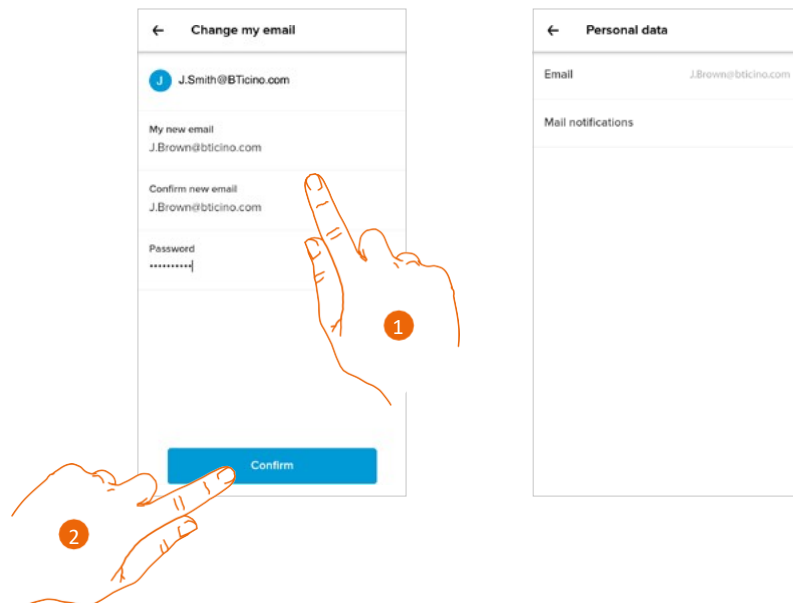 ← Change my email
J J.Smith@BTicino.com
My new email
J.Brown@bticino.com
Confirm new email
J.Brown@bticino.com
Password
••••••••••
Confirm
1
2
← Personal data
Email J.Brown@bticino.com
Mail notifications